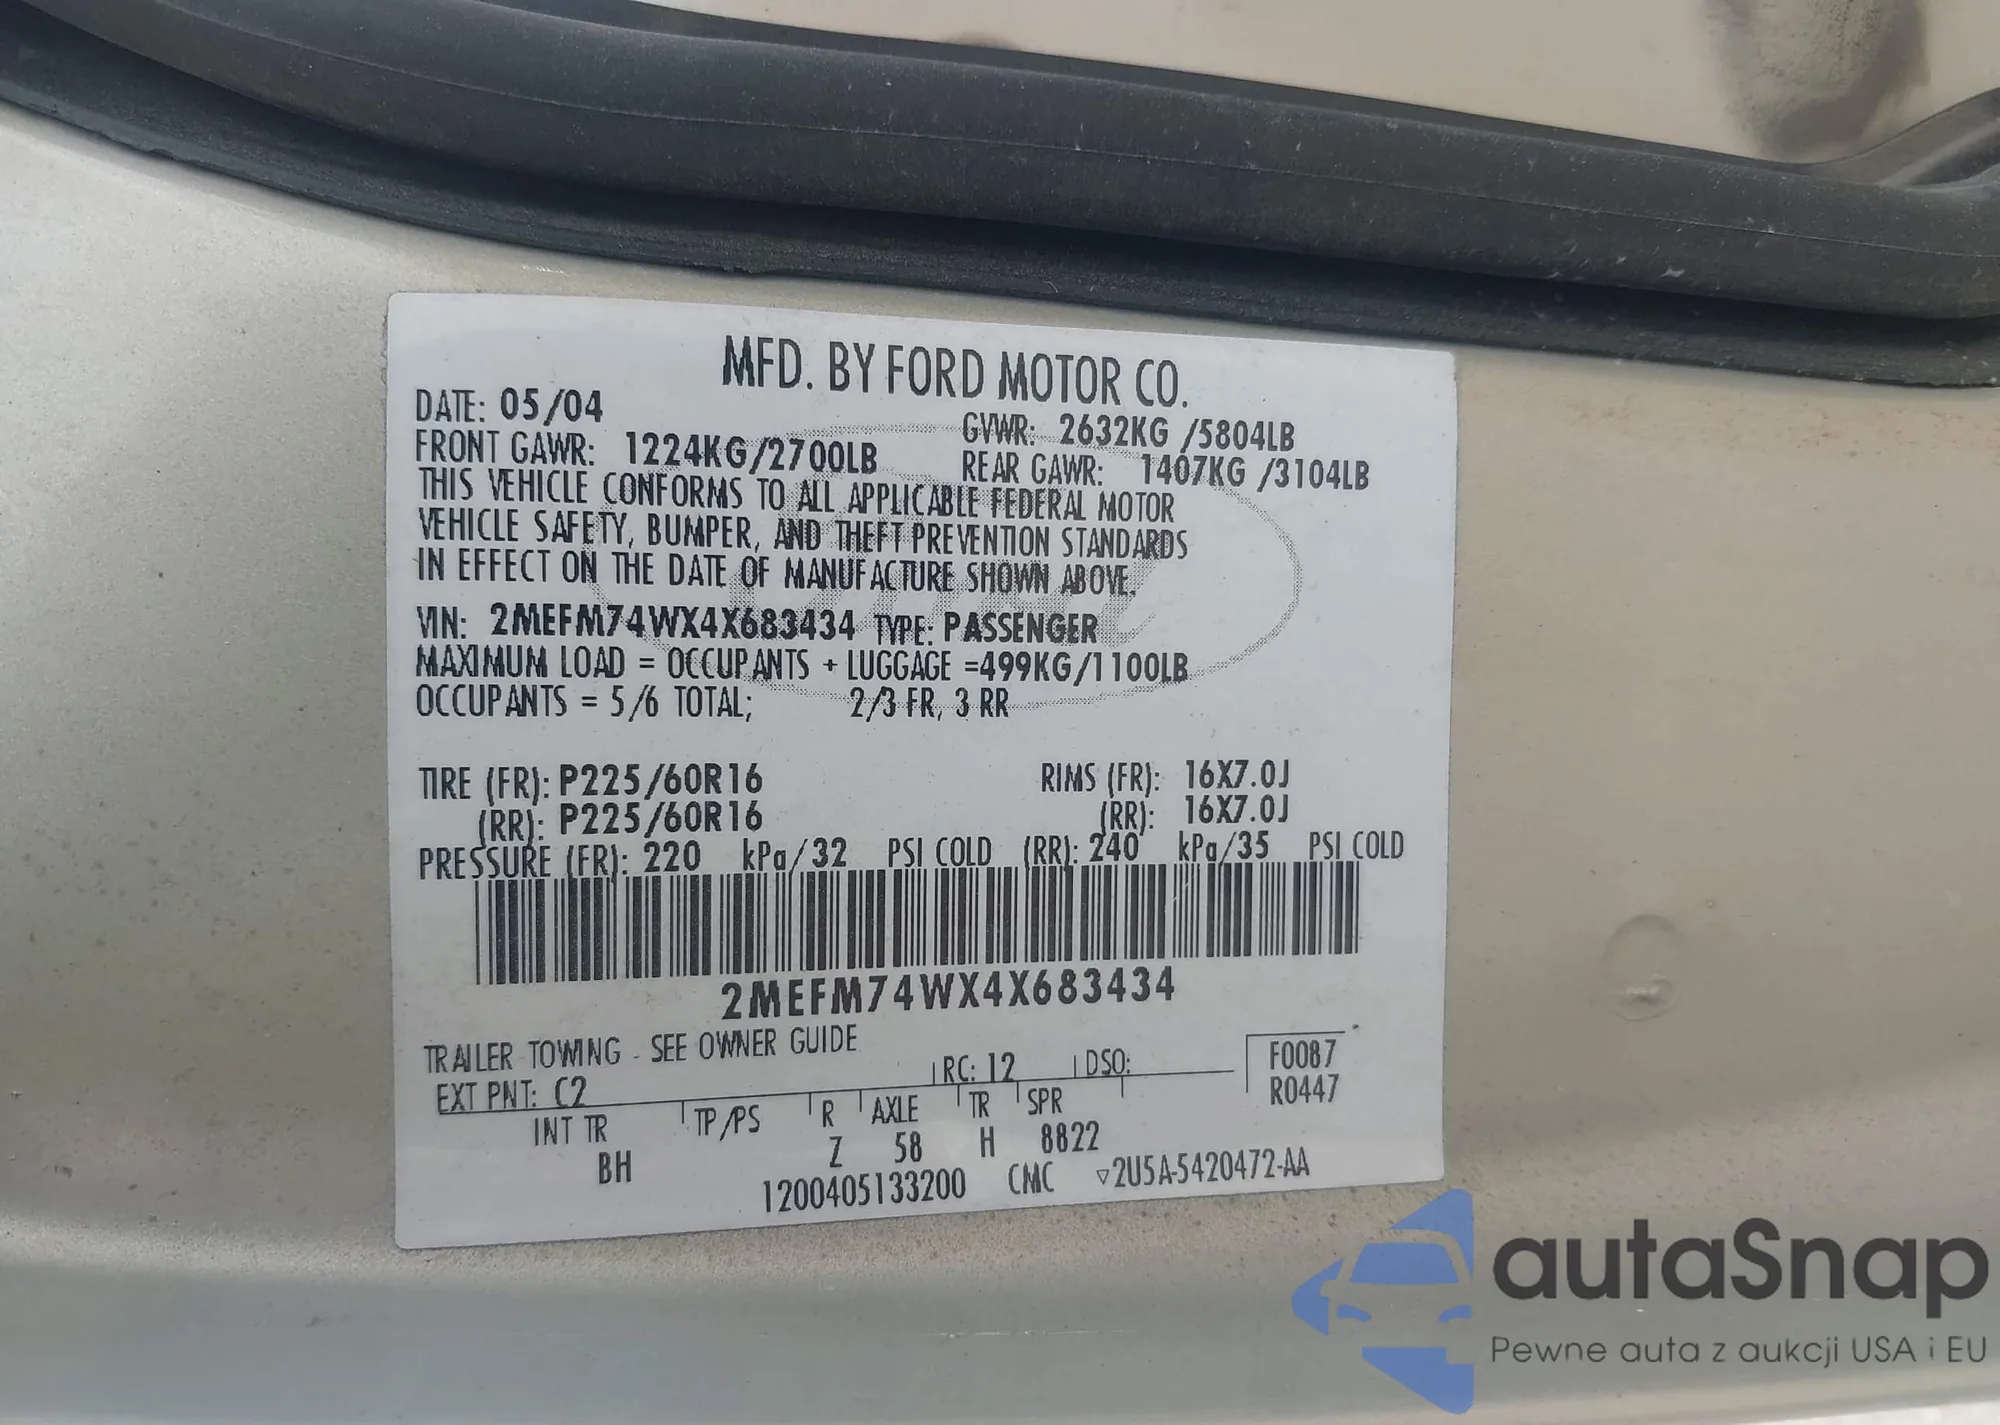 MFD. BY FORD MOTOR CO.
DATE: 05/04
GVWR: 2632KG /5804LB
FRONT GAWR: 1224KG/2700LB
REAR GAWR: 1407KG /3104LB
THIS VEHICLE CONFORMS TO ALL APPLICABLE FEDERAL MOTOR
VEHICLE SAFETY, BUMPER, AND THEFT PREVENTION STANDARDS
IN EFFECT ON THE DATE OF MANUFACTURE SHOWN ABOVE.
VIN: 2MEFM74WX4X683434 TYPE: PASSENGER
MAXIMUM LOAD = OCCUPANTS + LUGGAGE =499KG/1100LB
OCCUPANTS = 5/6 TOTAL; 2/3 FR, 3 RR
TIRE (FR): P225/60R16 RIMS (FR): 16X7.0J
(RR): P225/60R16 (RR): 16X7.0J
PRESSURE (FR): 220 kPa/32 PSI COLD (RR): 240 kPa/35 PSI COLD
2MEFM74WX4X683434
TRAILER TOWING - SEE OWNER GUIDE
EXT PNT: C2 RC: 12 DSO: F0087
R0447
INT TR TP/PS R AXLE TR SPR
BH Z 58 H 8822
1200405133200 CMC ▽2U5A-5420472-AA
autaSnap
Pewne auta z aukcji USA i EU